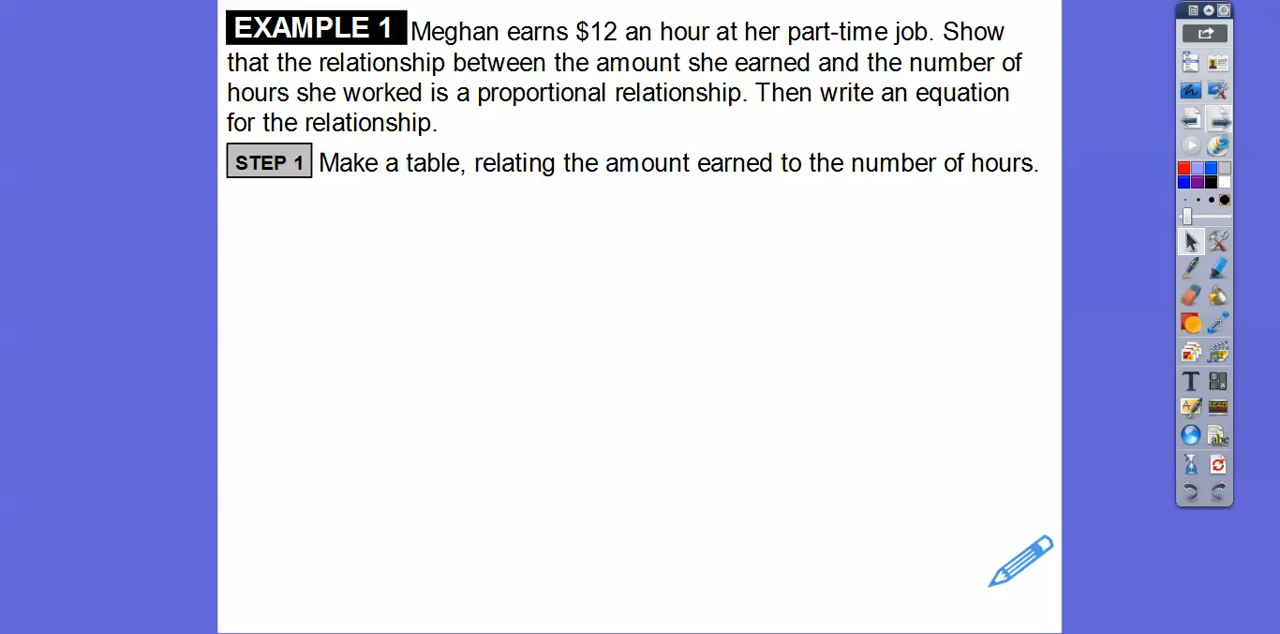 EXAMPLE 1 Meghan earns $12 an hour at her part-time job. Show
that the relationship between the amount she earned and the number of
hours she worked is a proportional relationship. Then write an equation
for the relationship.
STEP 1 Make a table, relating the amount earned to the number of hours.